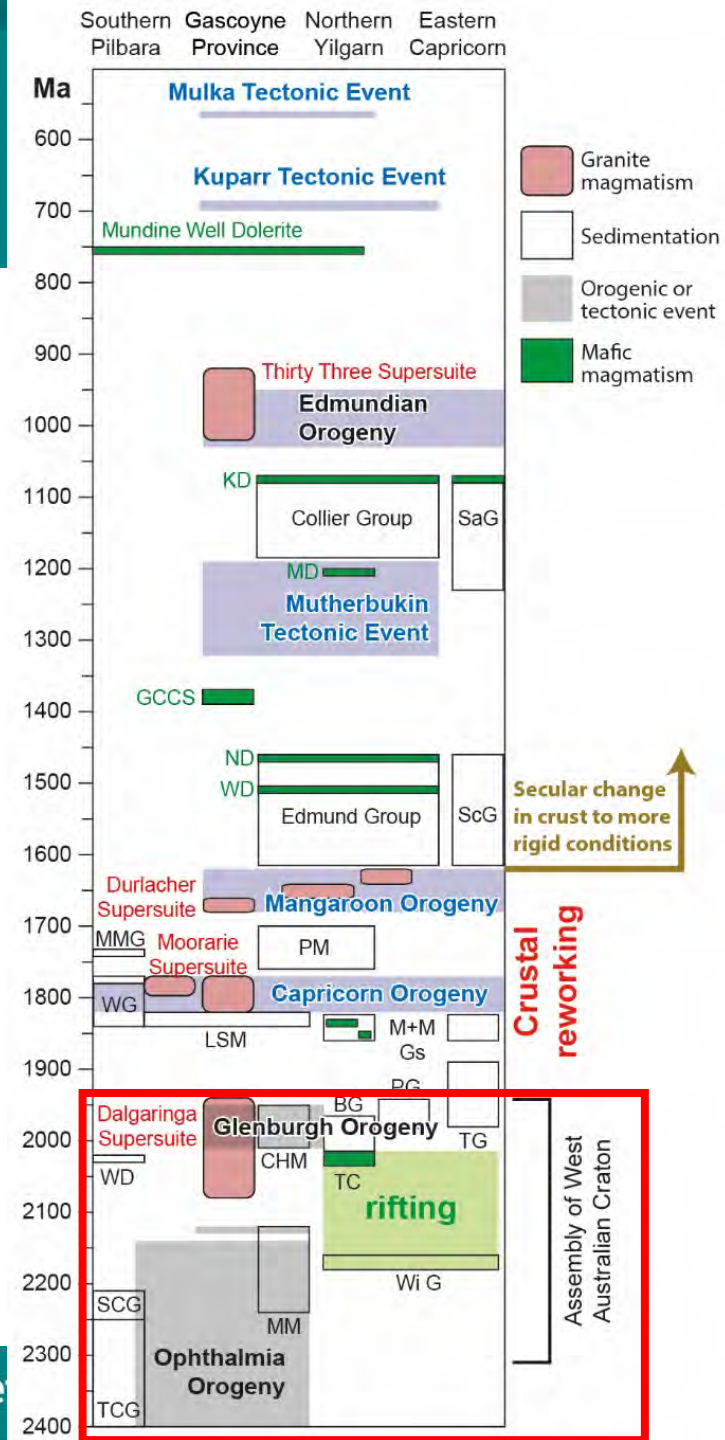 Southern Gascoyne Northern Eastern
Pilbara Province Yilgarn Capricorn
Ma
Mulka Tectonic Event
600
Granite
magmatism
Kuparr Tectonic Event
700
Mundine Well Dolerite
Sedimentation
800
Orogenic or
tectonic event
900
Mafic
magmatism
Thirty Three Supersuite
Edmundian
Orogeny
1000
KD
1100
Collier Group
SaG
1200
MD
Mutherbukin
Tectonic Event
1300
GCCS
1400
ND
1500
WD
Edmund Group
ScG
Secular change
in crust to more
rigid conditions
1600
Durlacher
Supersuite
Mangaroon Orogeny
1700
MMG
Moorarie
Supersuite
PM
Crustal
reworking
1800
WG
Capricorn Orogeny
LSM
M+M
Gs
1900
PG
BG
Dalgaringa
Supersuite
Glenburgh Orogeny
2000
TG
WD
CHM
TC
2100
rifting
Assembly of West
Australian Craton
2200
SCG
Wi G
MM
2300
Ophthalmia
Orogeny
TCG
2400